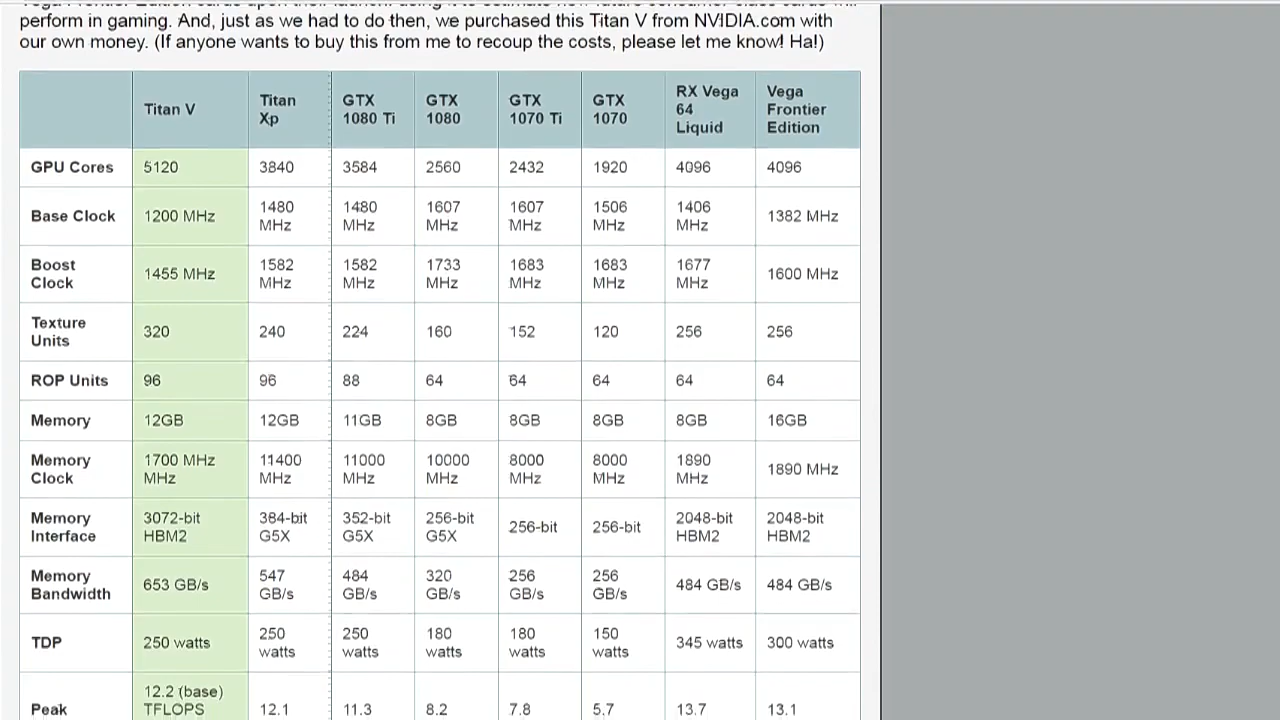 perform in gaming. And, just as we had to do then, we purchased this Titan V from NVIDIA.com with
our own money. (If anyone wants to buy this from me to recoup the costs, please let me know! Ha!)
Titan V Titan Xp GTX 1080 Ti GTX 1080 GTX 1070 Ti GTX 1070 RX Vega 64 Liquid Vega Frontier Edition
GPU Cores 5120 3840 3584 2560 2432 1920 4096 4096
Base Clock 1200 MHz 1480 MHz 1480 MHz 1607 MHz 1607 MHz 1506 MHz 1406 MHz 1382 MHz
Boost Clock 1455 MHz 1582 MHz 1582 MHz 1733 MHz 1683 MHz 1683 MHz 1677 MHz 1600 MHz
Texture Units 320 240 224 160 152 120 256 256
ROP Units 96 96 88 64 64 64 64 64
Memory 12GB 12GB 11GB 8GB 8GB 8GB 8GB 16GB
Memory Clock 1700 MHz MHz 11400 MHz 11000 MHz 10000 MHz 8000 MHz 8000 MHz 1890 MHz 1890 MHz
Memory Interface 3072-bit HBM2 384-bit G5X 352-bit G5X 256-bit G5X 256-bit 256-bit 2048-bit HBM2 2048-bit HBM2
Memory Bandwidth 653 GB/s 547 GB/s 484 GB/s 320 GB/s 256 GB/s 256 GB/s 484 GB/s 484 GB/s
TDP 250 watts 250 watts 250 watts 180 watts 180 watts 150 watts 345 watts 300 watts
Peak 12.2 (base) TFLOPS 12.1 11.3 8.2 7.8 5.7 13.7 13.1